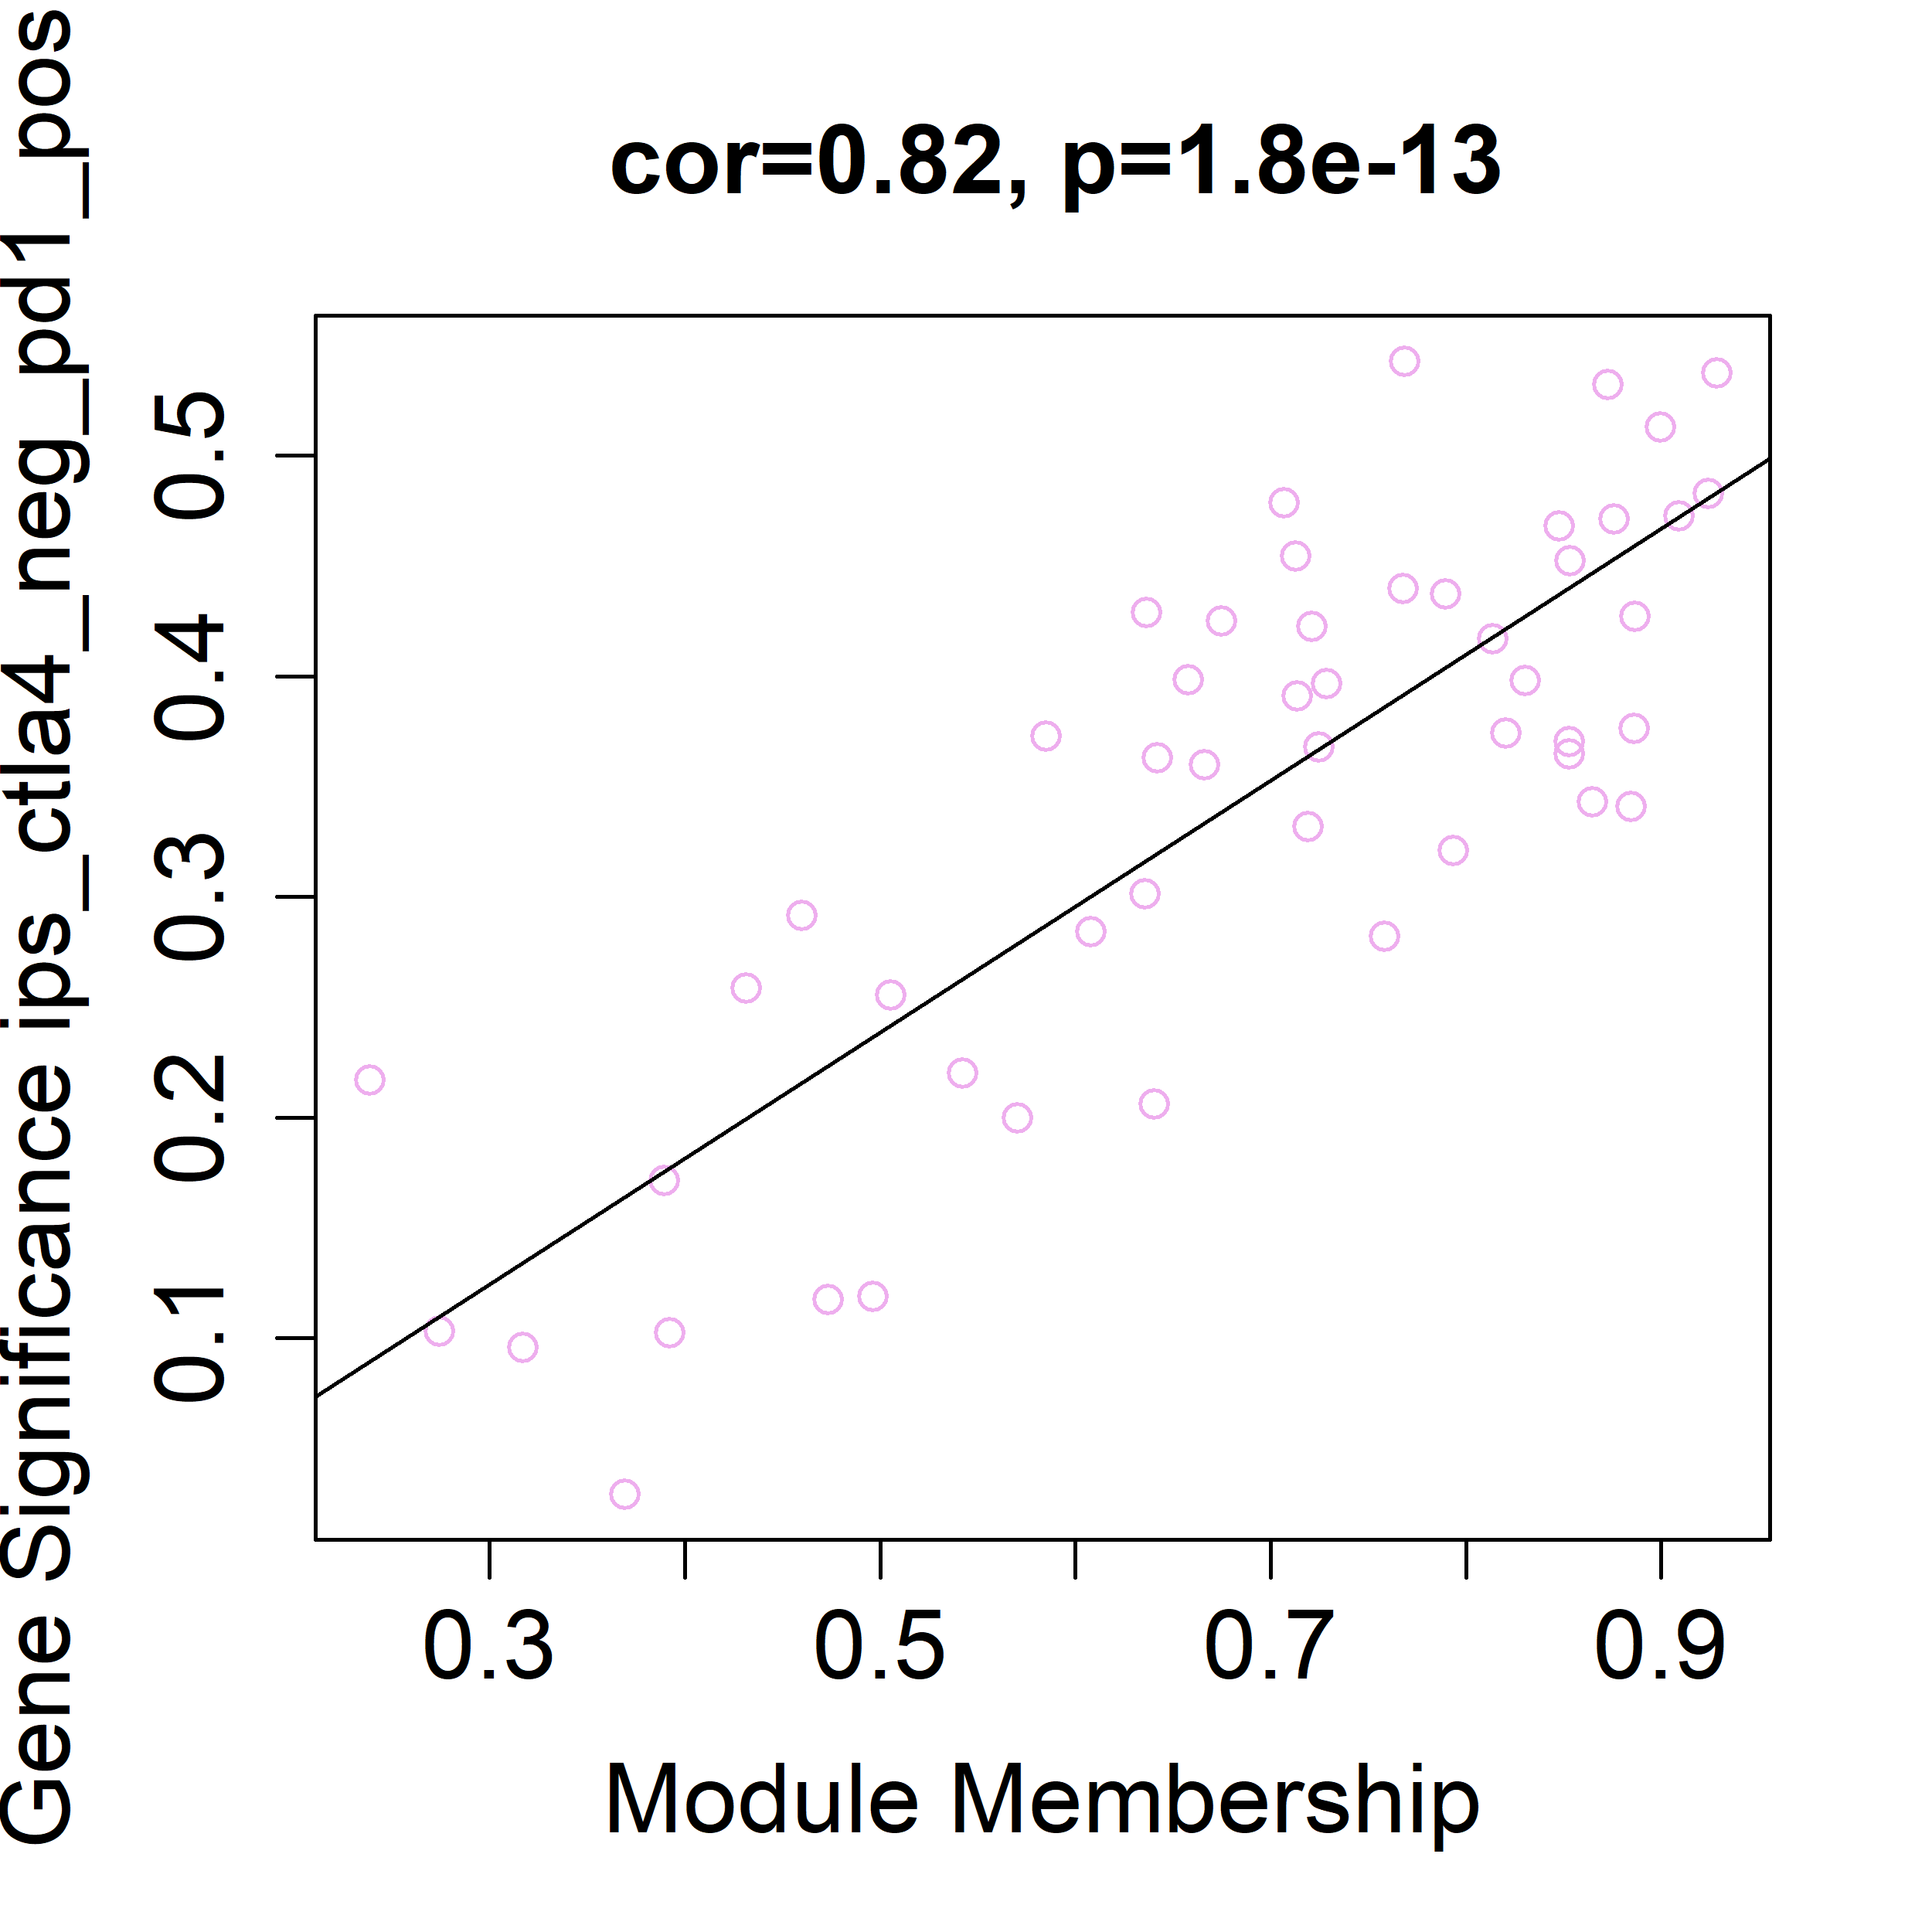 cor=0.82, p=1.8e-13
Gene Significance ips_ctla4_neg_pd1_pos
0.5
0.4
0.3
0.2
0.1
0.3 0.5 0.7 0.9
Module Membership